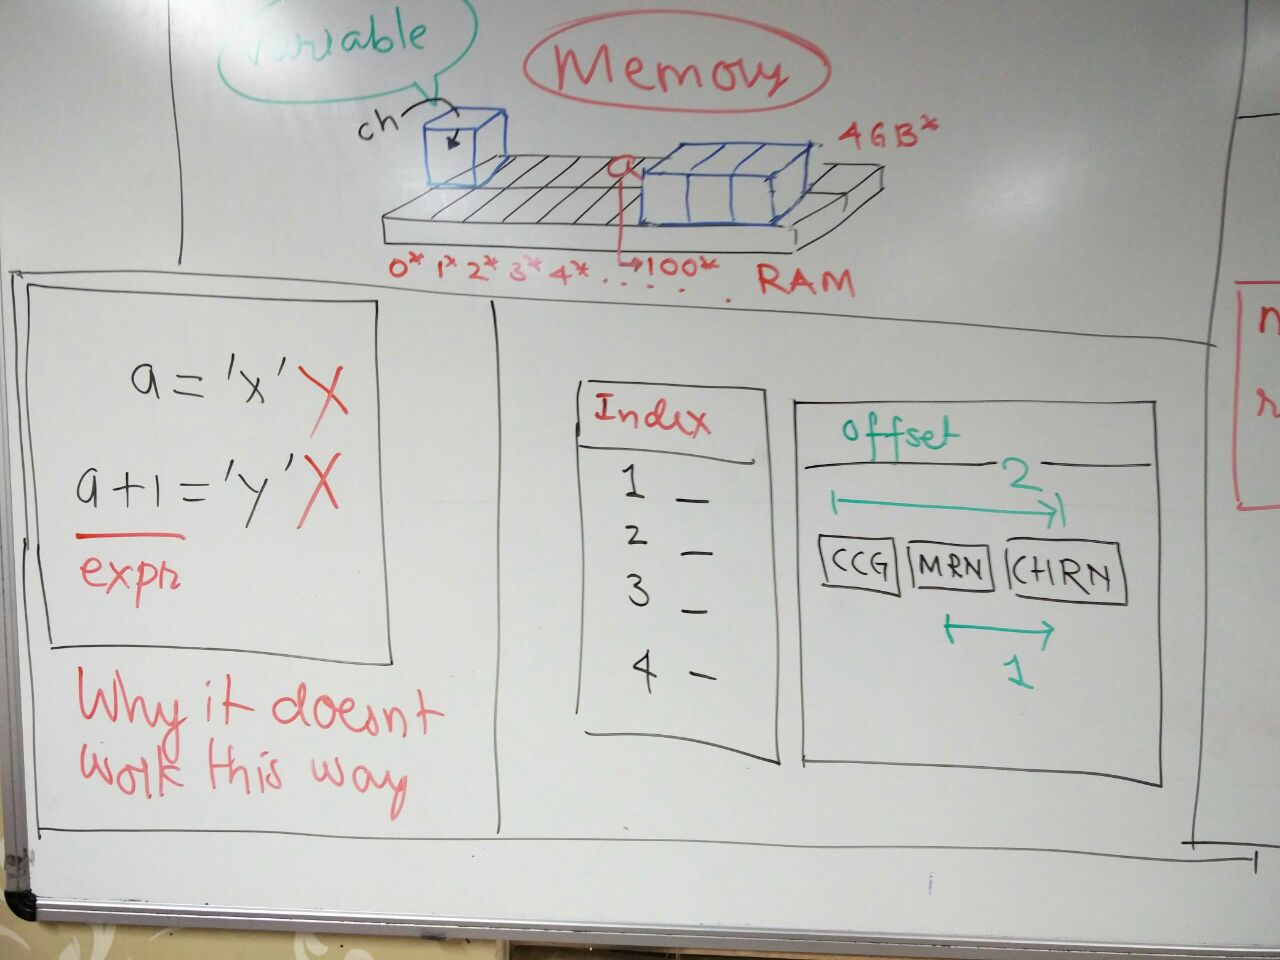 variable
Memory
ch
a
4GB*
0* 1* 2* 3* 4* . . . . . . →100*
RAM
a = 'x' X
a+1 = 'y' X
expr
Why it doesnt
work this way
Index
1 _
2 _
3 _
4 -
offset
2
CCG MRN CHRN
1
n